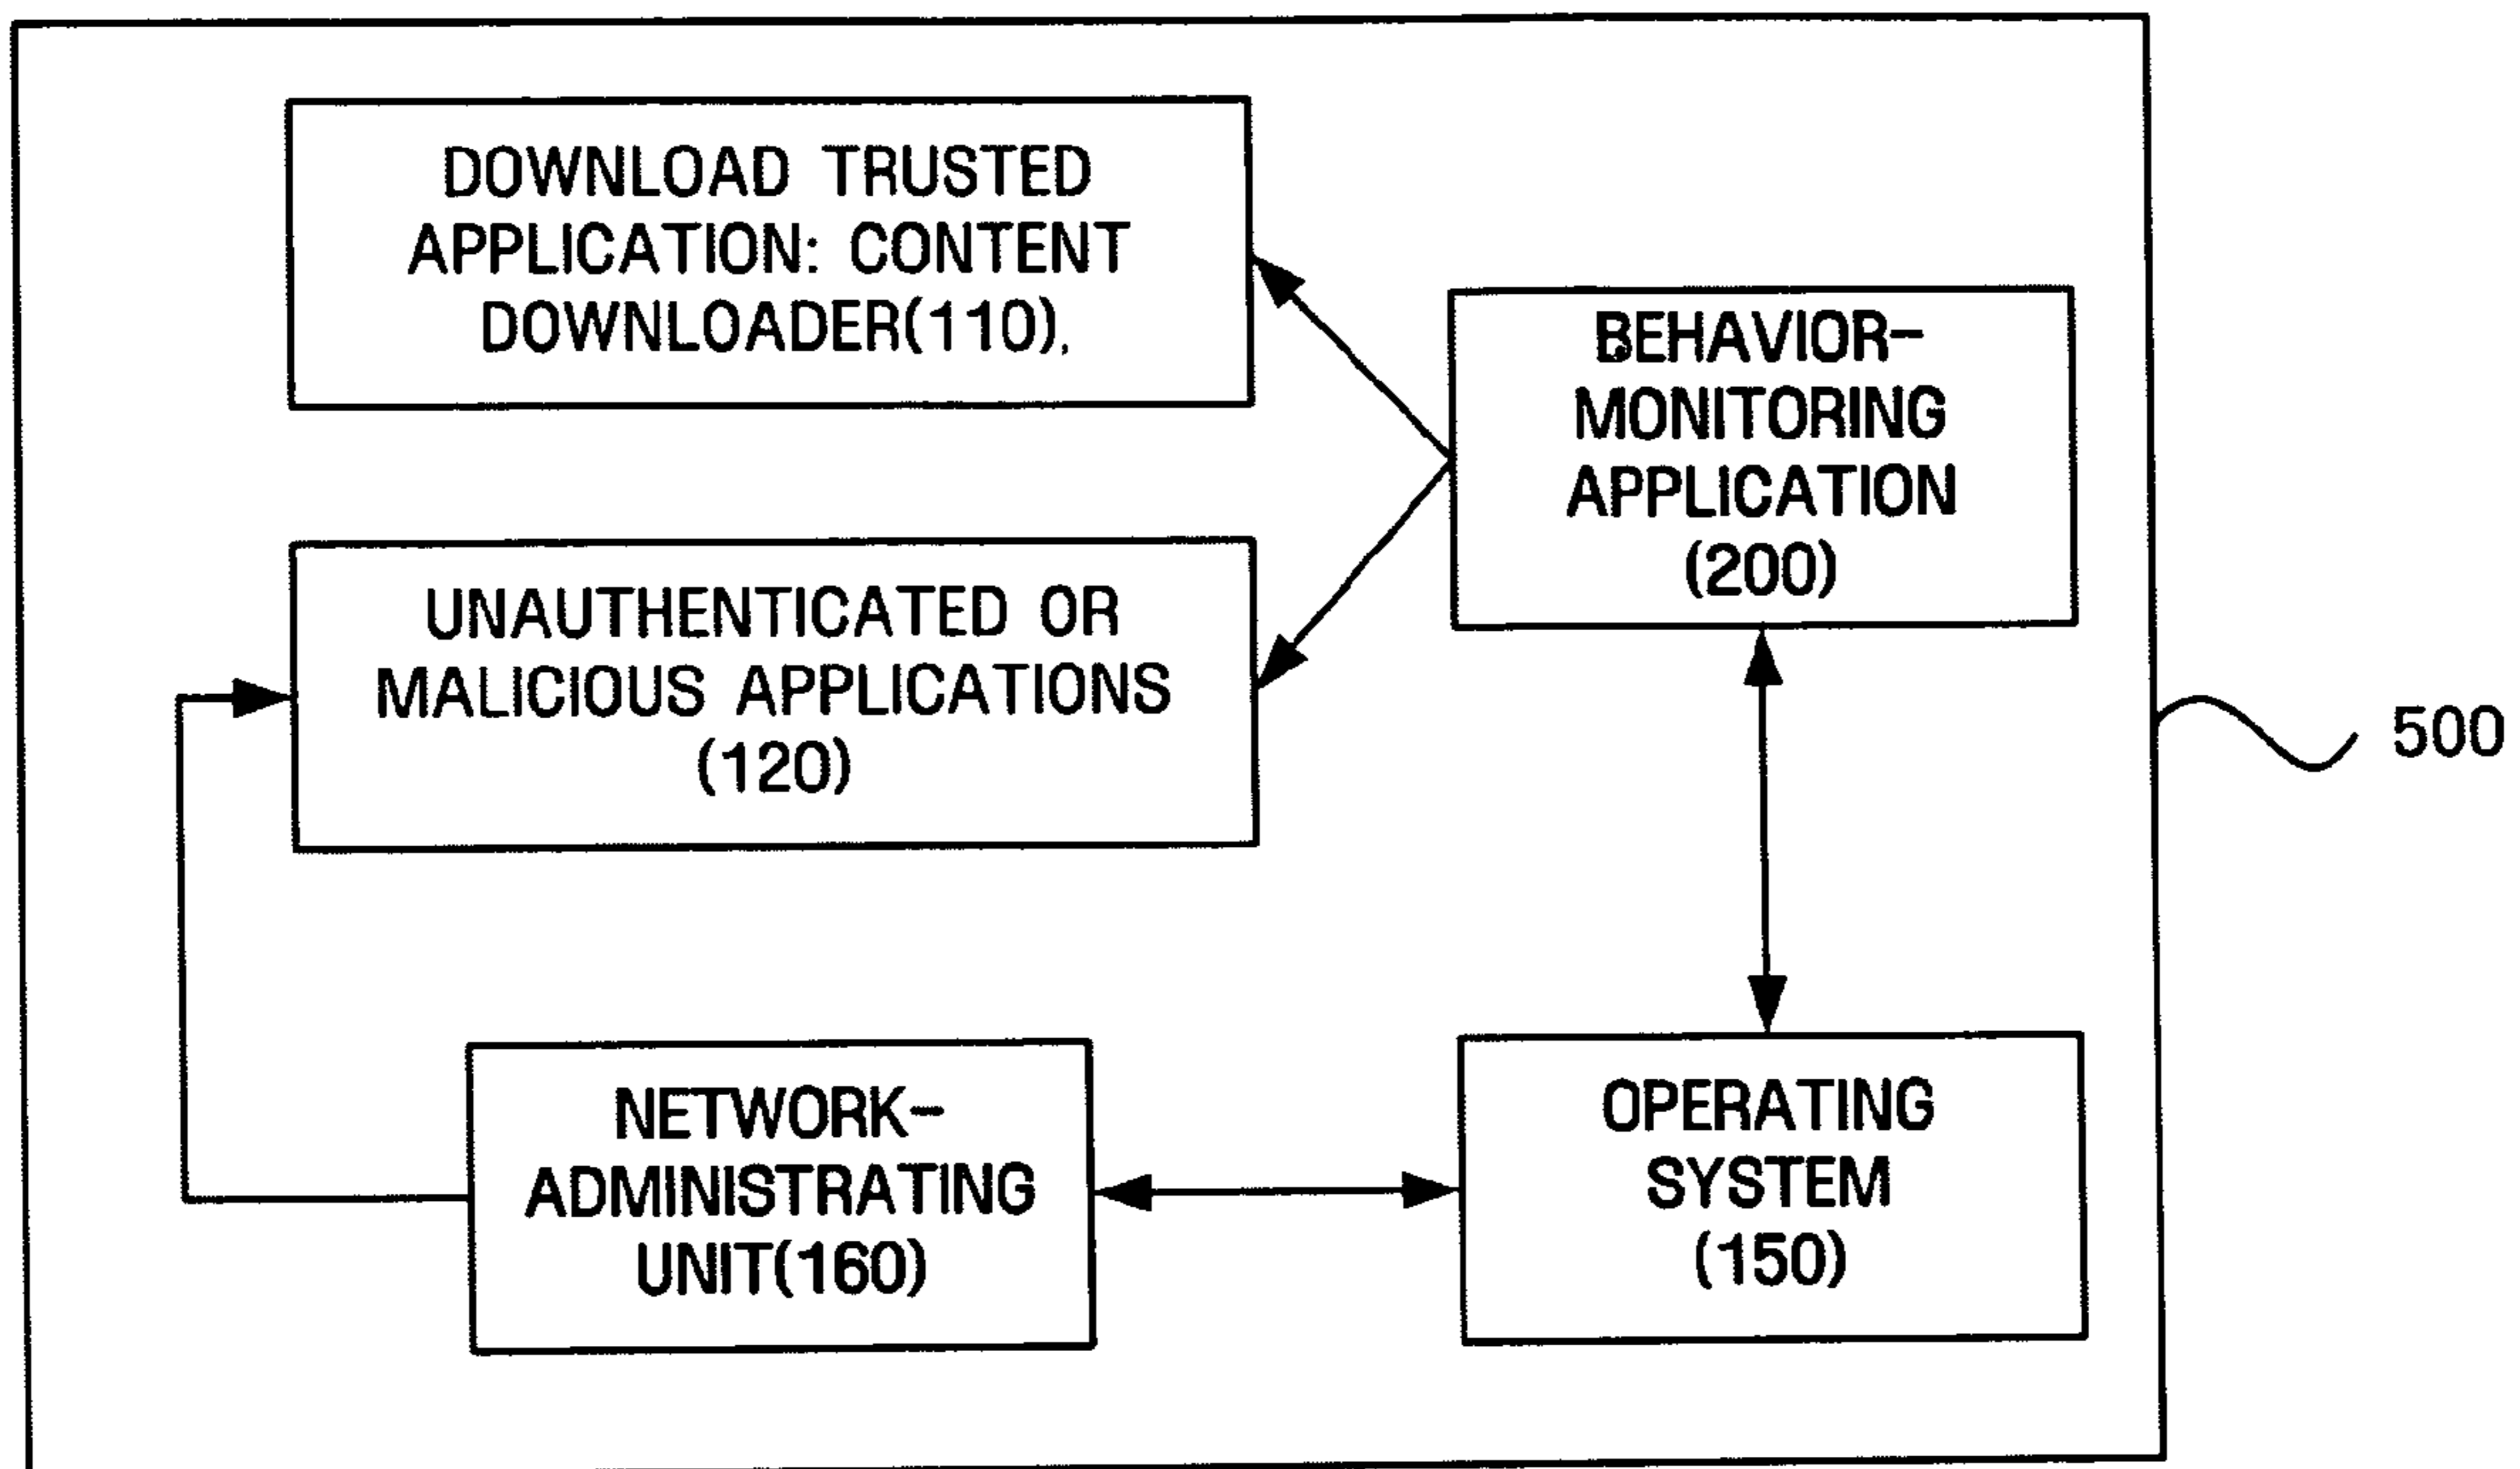 DOWNLOAD TRUSTED
APPLICATION: CONTENT
DOWNLOADER(110),
BEHAVIOR-
MONITORING
APPLICATION
(200)
UNAUTHENTICATED OR
MALICIOUS APPLICATIONS
(120)
500
NETWORK-
ADMINISTRATING
UNIT(160)
OPERATING
SYSTEM
(150)